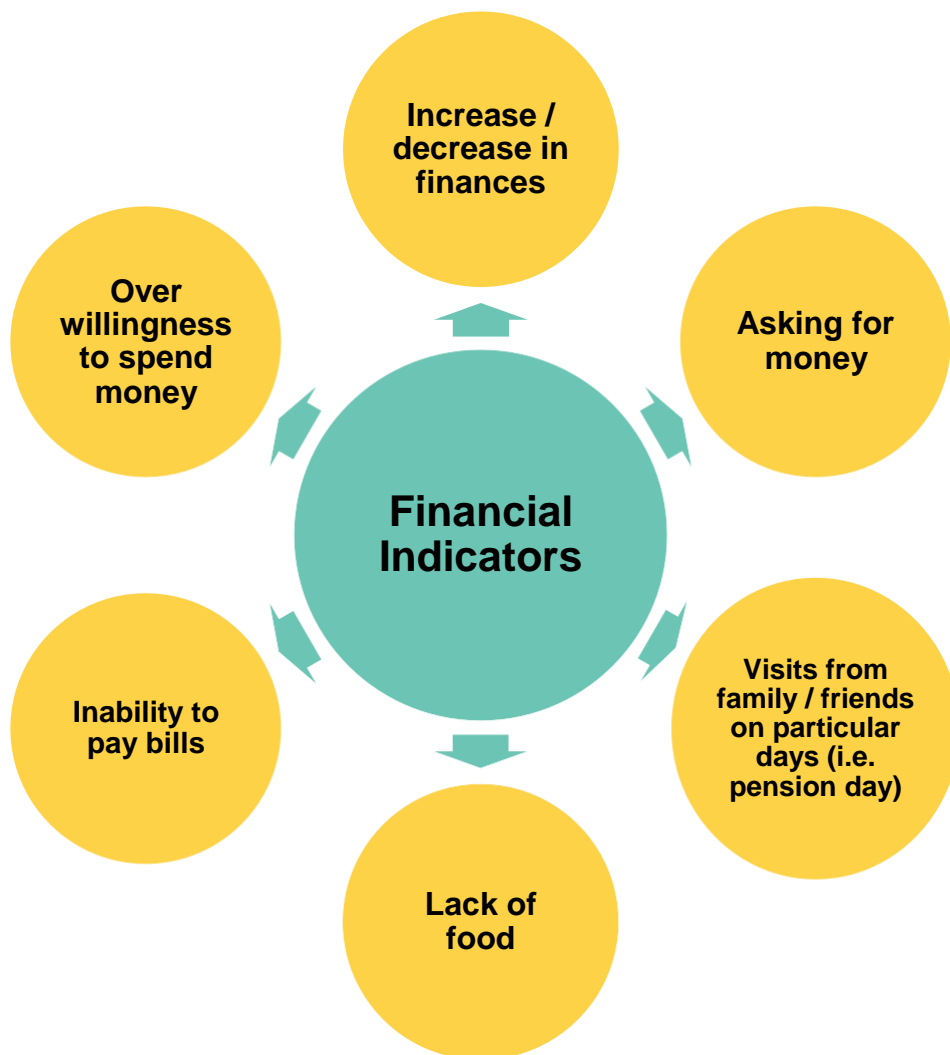 Increase /
decrease in
finances
Over
willingness
to spend
money
Asking for
money
Financial
Indicators
Inability to
pay bills
Visits from
family / friends
on particular
days (i.e.
pension day)
Lack of
food